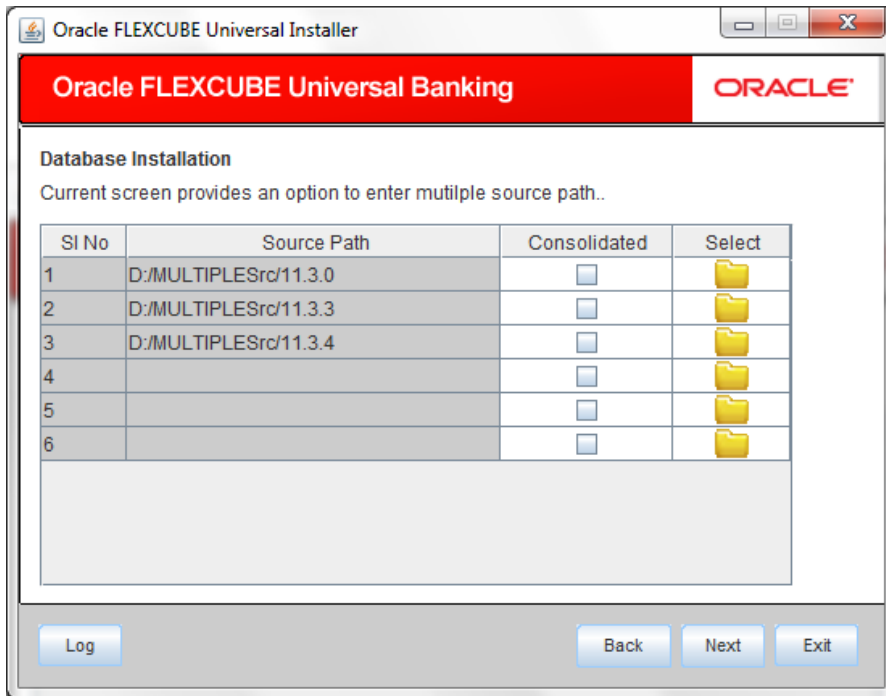 Oracle FLEXCUBE Universal Installer
Oracle FLEXCUBE Universal Banking
ORACLE
Database Installation
Current screen provides an option to enter mutilple source path..
Sl No Source Path Consolidated Select
1 D:/MULTIPLESrc/11.3.0
2 D:/MULTIPLESrc/11.3.3
3 D:/MULTIPLESrc/11.3.4
4
5
6
Log Back Next Exit